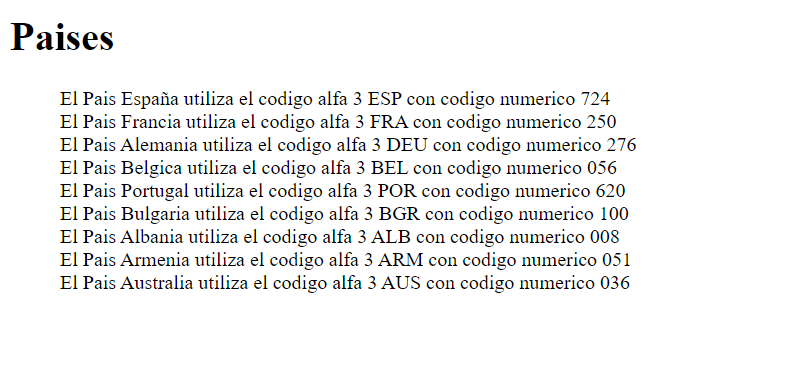 Paises
El Pais España utiliza el codigo alfa 3 ESP con codigo numerico 724
El Pais Francia utiliza el codigo alfa 3 FRA con codigo numerico 250
El Pais Alemania utiliza el codigo alfa 3 DEU con codigo numerico 276
El Pais Belgica utiliza el codigo alfa 3 BEL con codigo numerico 056
El Pais Portugal utiliza el codigo alfa 3 POR con codigo numerico 620
El Pais Bulgaria utiliza el codigo alfa 3 BGR con codigo numerico 100
El Pais Albania utiliza el codigo alfa 3 ALB con codigo numerico 008
El Pais Armenia utiliza el codigo alfa 3 ARM con codigo numerico 051
El Pais Australia utiliza el codigo alfa 3 AUS con codigo numerico 036